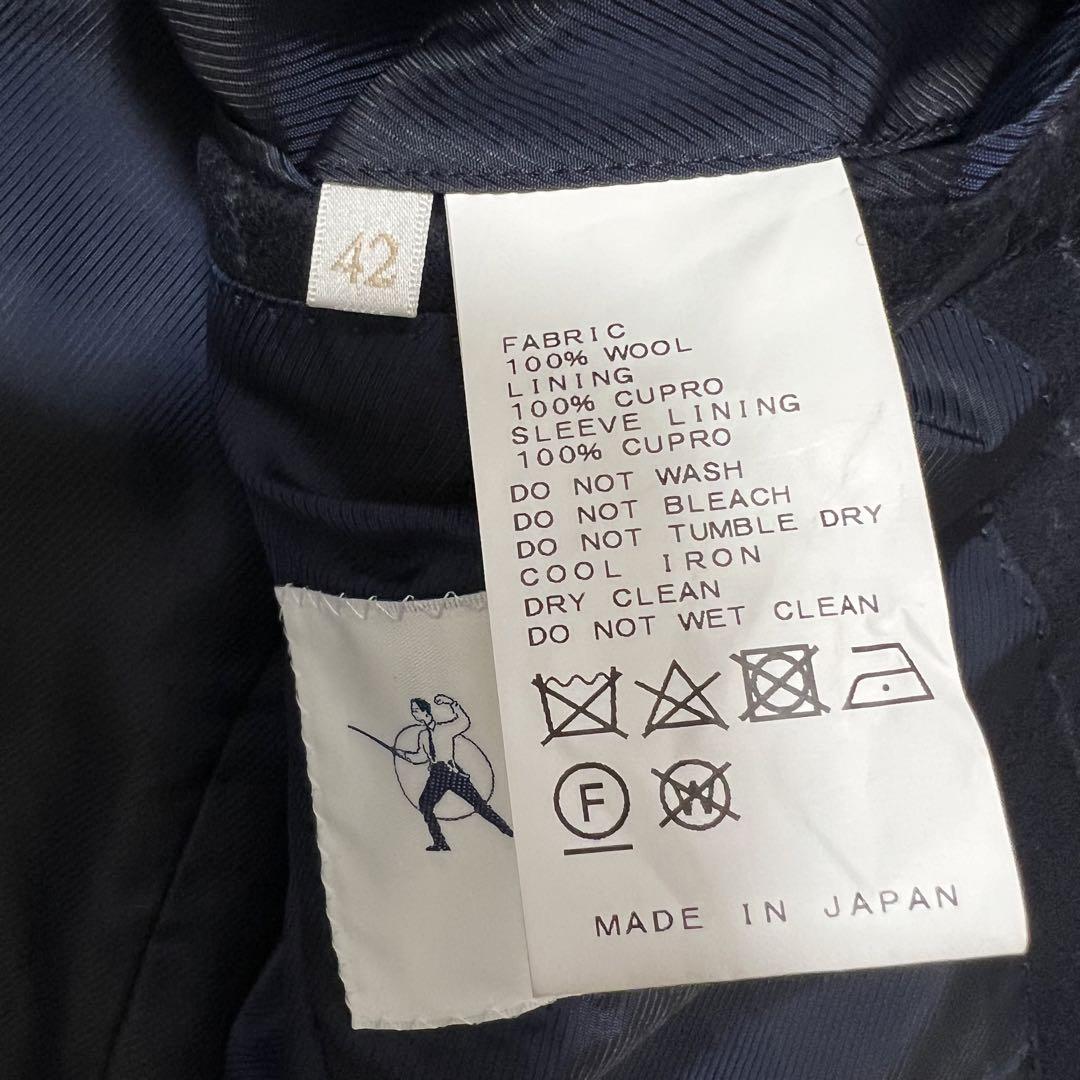 42
FABRIC
100% WOOL
LINING
100% CUPRO
SLEEVE LINING
100% CUPRO
DO NOT WASH
DO NOT BLEACH
DO NOT TUMBLE DRY
COOL IRON
DRY CLEAN
DO NOT WET CLEAN
F W
MADE IN JAPAN